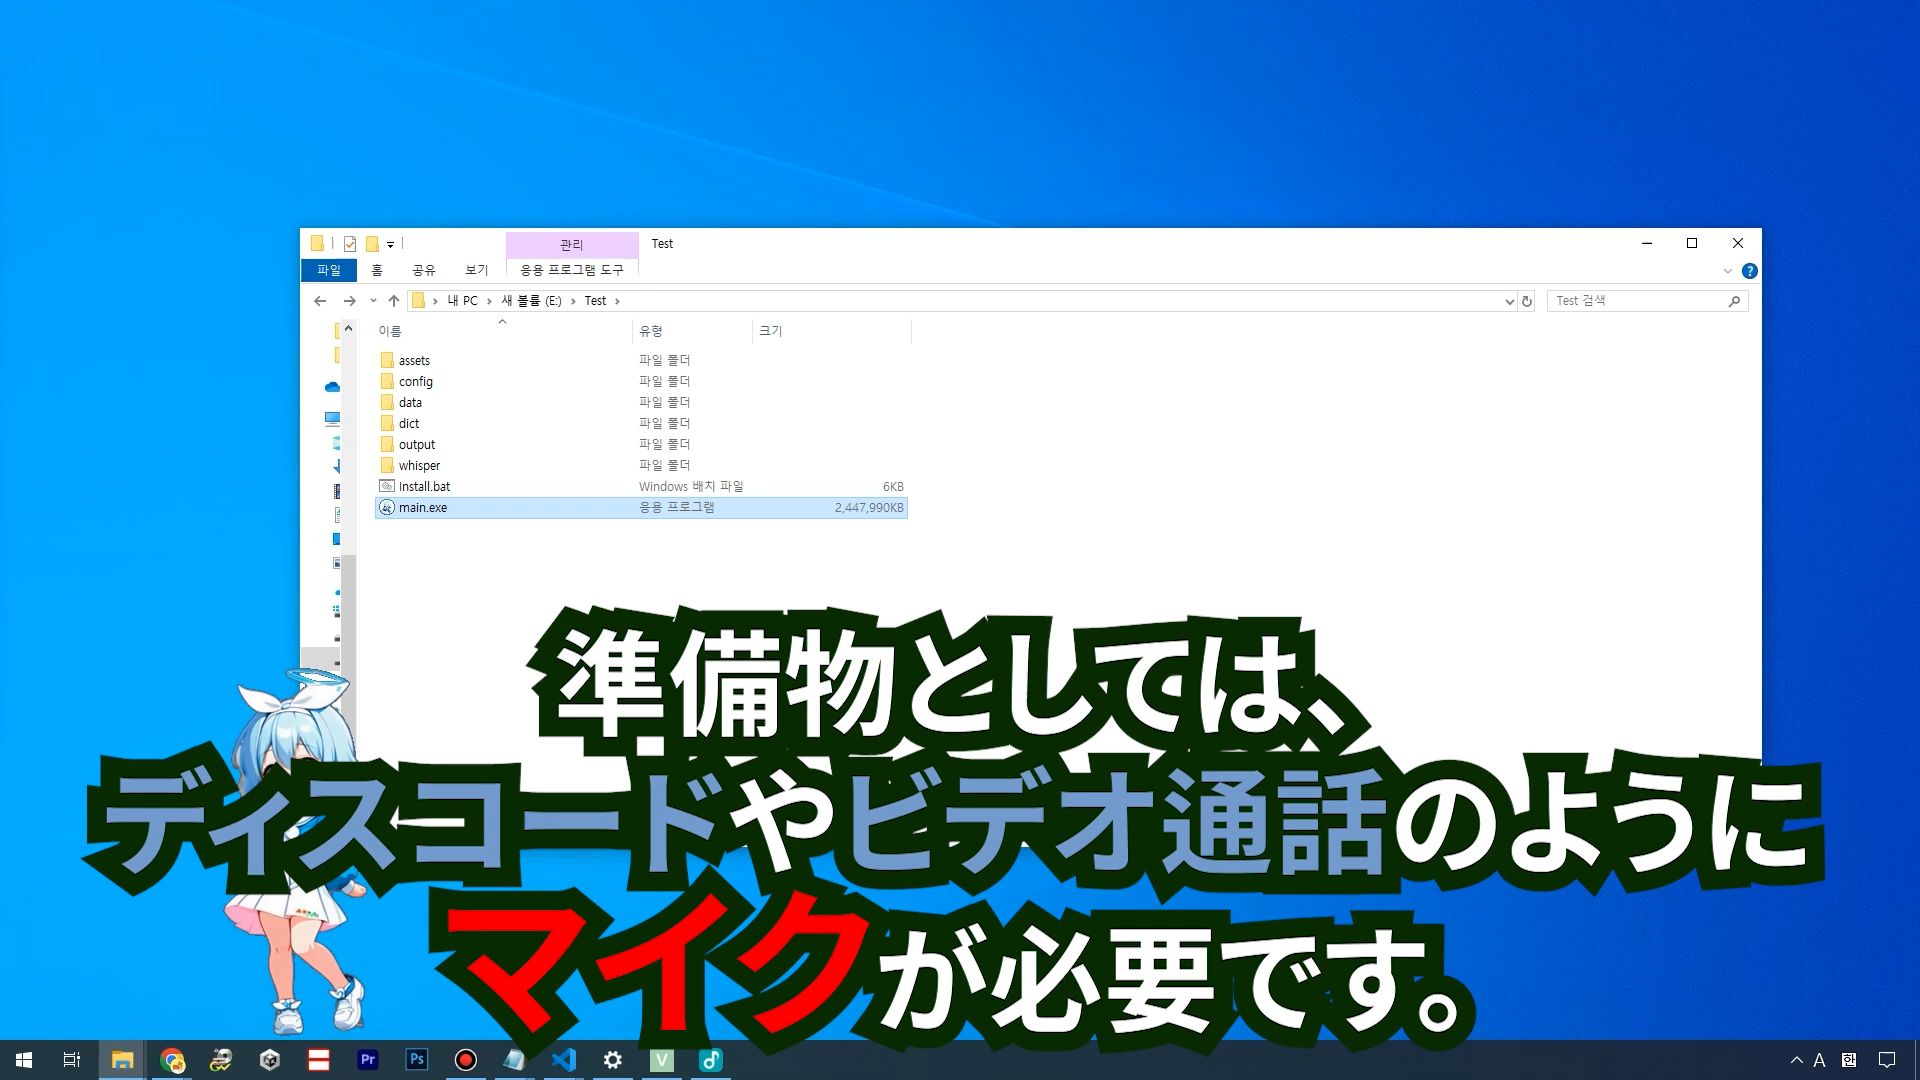 관리
Test
파일
홈
공유
보기
응용 프로그램 도구
내 PC
새 볼륨 (E:)
Test
Test 검색
이름
유형
크기
assets
파일 폴더
config
파일 폴더
data
파일 폴더
dict
파일 폴더
output
파일 폴더
whisper
파일 폴더
Install.bat
Windows 배치 파일
6KB
main.exe
응용 프로그램
2,447,990KB
準備物としては、
ディスコードやビデオ通話のように
マイクが必要です。
Pr
Ps
V
A
한